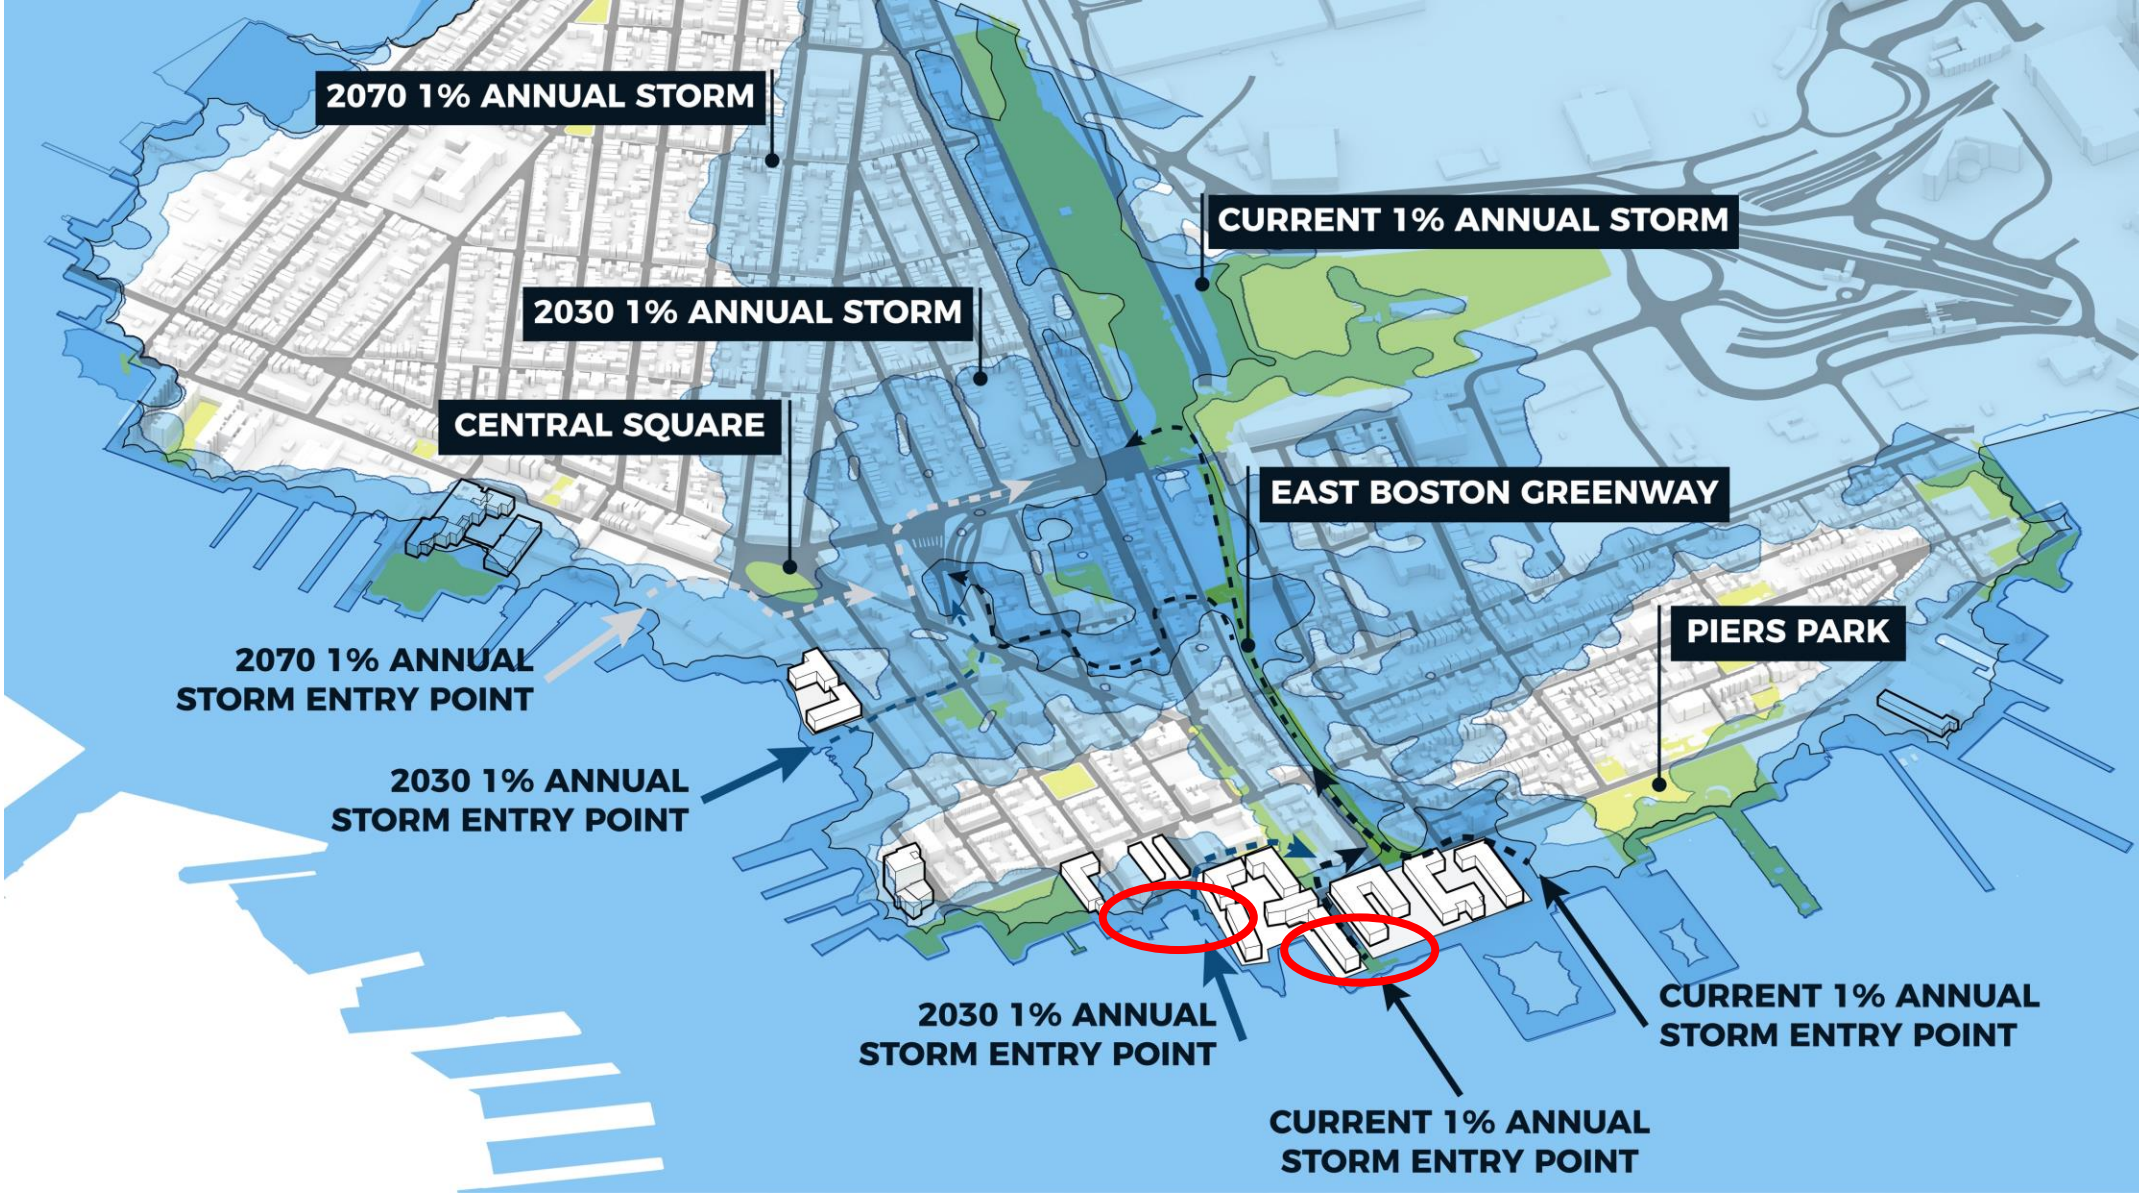 2070 1% ANNUAL STORM
CURRENT 1% ANNUAL STORM
2030 1% ANNUAL STORM
CENTRAL SQUARE
EAST BOSTON GREENWAY
PIERS PARK
2070 1% ANNUAL
STORM ENTRY POINT
2030 1% ANNUAL
STORM ENTRY POINT
2030 1% ANNUAL
STORM ENTRY POINT
CURRENT 1% ANNUAL
STORM ENTRY POINT
CURRENT 1% ANNUAL
STORM ENTRY POINT